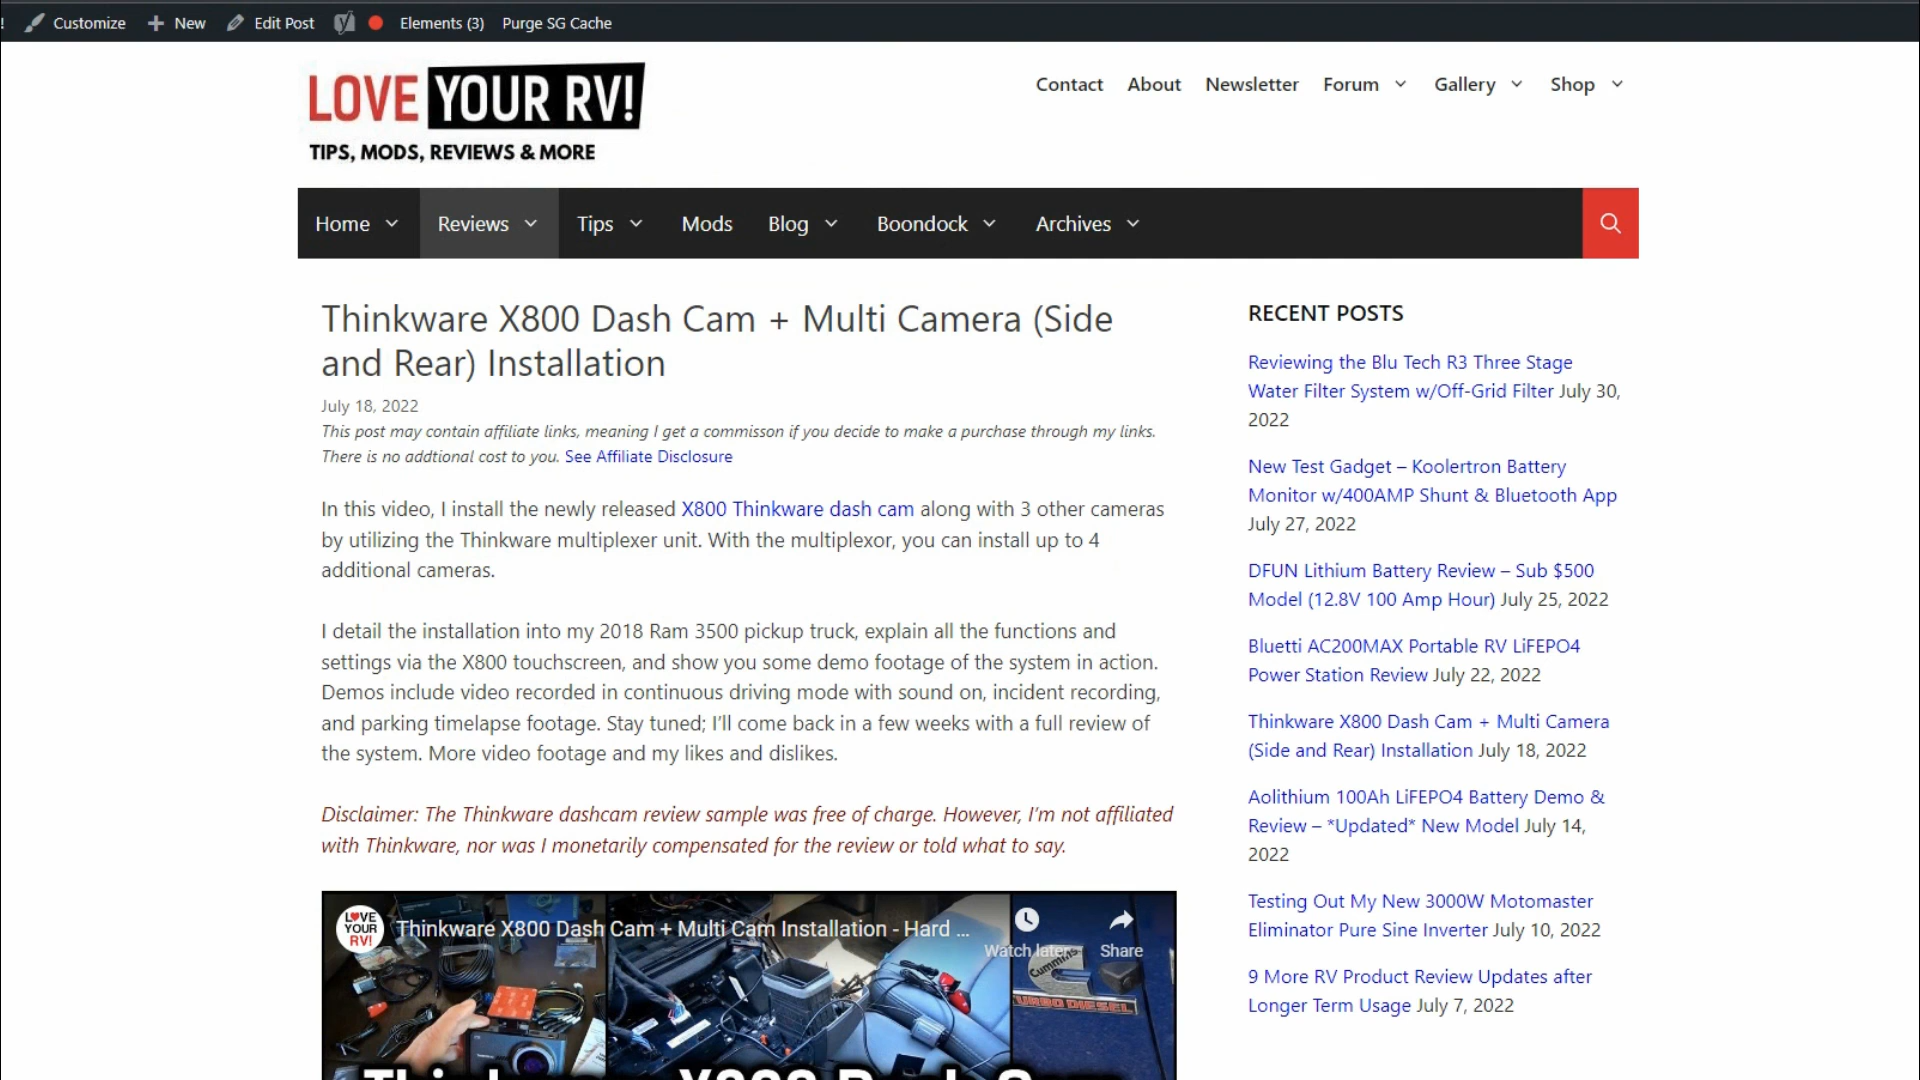 Customize New Edit Post Elements (3) Purge SG Cache
LOVE YOUR RV!
TIPS, MODS, REVIEWS & MORE
Contact About Newsletter Forum Gallery Shop
Home Reviews Tips Mods Blog Boondock Archives
Thinkware X800 Dash Cam + Multi Camera (Side
and Rear) Installation
July 18, 2022
This post may contain affiliate links, meaning I get a commisson if you decide to make a purchase through my links.
There is no addtional cost to you. See Affiliate Disclosure
In this video, I install the newly released X800 Thinkware dash cam along with 3 other cameras
by utilizing the Thinkware multiplexer unit. With the multiplexor, you can install up to 4
additional cameras.
I detail the installation into my 2018 Ram 3500 pickup truck, explain all the functions and
settings via the X800 touchscreen, and show you some demo footage of the system in action.
Demos include video recorded in continuous driving mode with sound on, incident recording,
and parking timelapse footage. Stay tuned; I’ll come back in a few weeks with a full review of
the system. More video footage and my likes and dislikes.
Disclaimer: The Thinkware dashcam review sample was free of charge. However, I’m not affiliated
with Thinkware, nor was I monetarily compensated for the review or told what to say.
LOVE
YOUR
RV!
Thinkware X800 Dash Cam + Multi Cam Installation - Hard ...
Watch later
Share
Cummins
TURBO DIESEL
Thinkware X800 Dash Cam
RECENT POSTS
Reviewing the Blu Tech R3 Three Stage
Water Filter System w/Off-Grid Filter July 30,
2022
New Test Gadget – Koolertron Battery
Monitor w/400AMP Shunt & Bluetooth App
July 27, 2022
DFUN Lithium Battery Review – Sub $500
Model (12.8V 100 Amp Hour) July 25, 2022
Bluetti AC200MAX Portable RV LiFEPO4
Power Station Review July 22, 2022
Thinkware X800 Dash Cam + Multi Camera
(Side and Rear) Installation July 18, 2022
Aolithium 100Ah LiFEPO4 Battery Demo &
Review – *Updated* New Model July 14,
2022
Testing Out My New 3000W Motomaster
Eliminator Pure Sine Inverter July 10, 2022
9 More RV Product Review Updates after
Longer Term Usage July 7, 2022